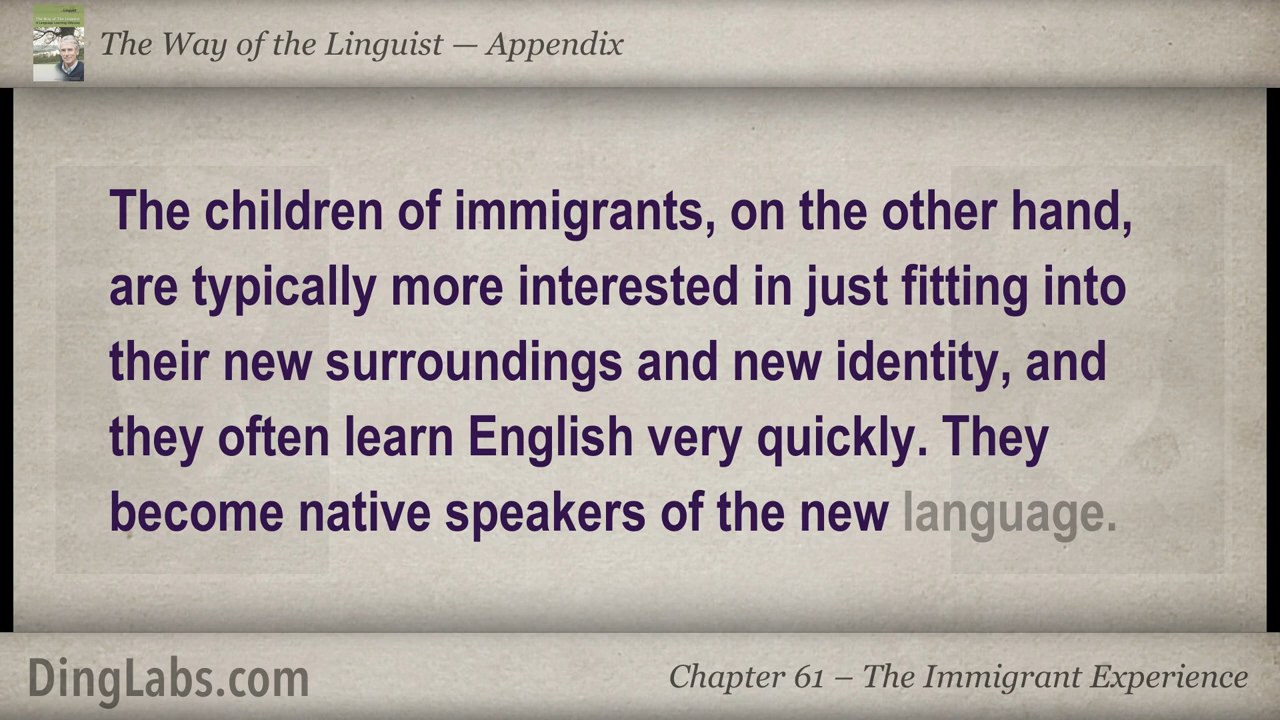 The Way of the Linguist — Appendix
The children of immigrants, on the other hand,
are typically more interested in just fitting into
their new surroundings and new identity, and
they often learn English very quickly. They
become native speakers of the new language.
DingLabs.com
Chapter 61 – The Immigrant Experience